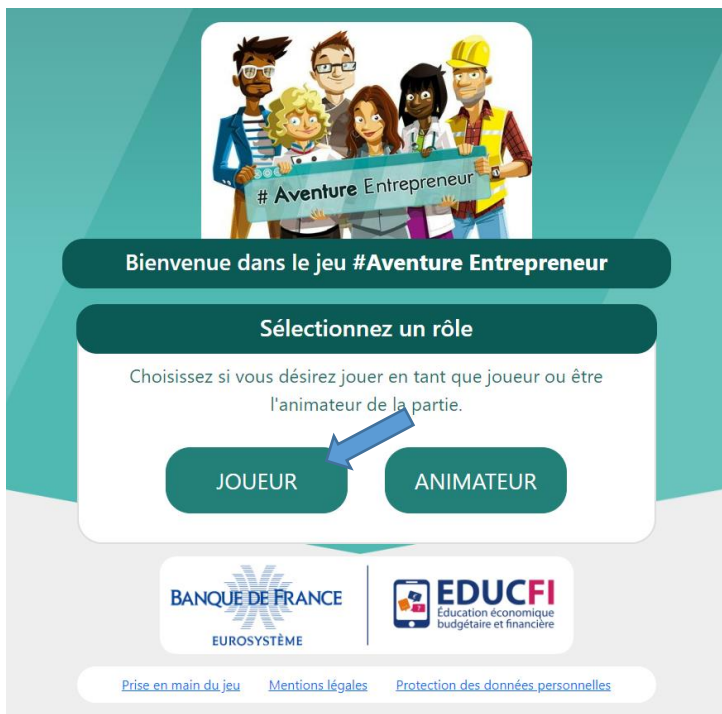 # Aventure Entrepreneur
Bienvenue dans le jeu #Aventure Entrepreneur
Sélectionnez un rôle
Choisissez si vous désirez jouer en tant que joueur ou être
l'animateur de la partie.
JOUEUR
ANIMATEUR
BANQUE DE FRANCE
EUROSYSTÈME
EDUCFI
Éducation économique
budgétaire et financière
Prise en main du jeu Mentions légales Protection des données personnelles